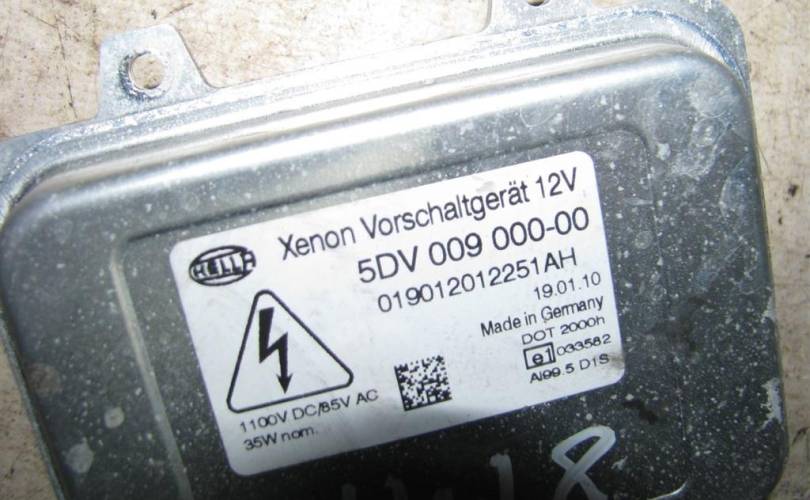 HELLA
Xenon Vorschaltgerät 12V
5DV 009 000-00
019012012251AH
19.01.10
Made in Germany
DOT 2000h
e1 033582
AI99.5 D1S
1100V DC/85V AC
35W nom.